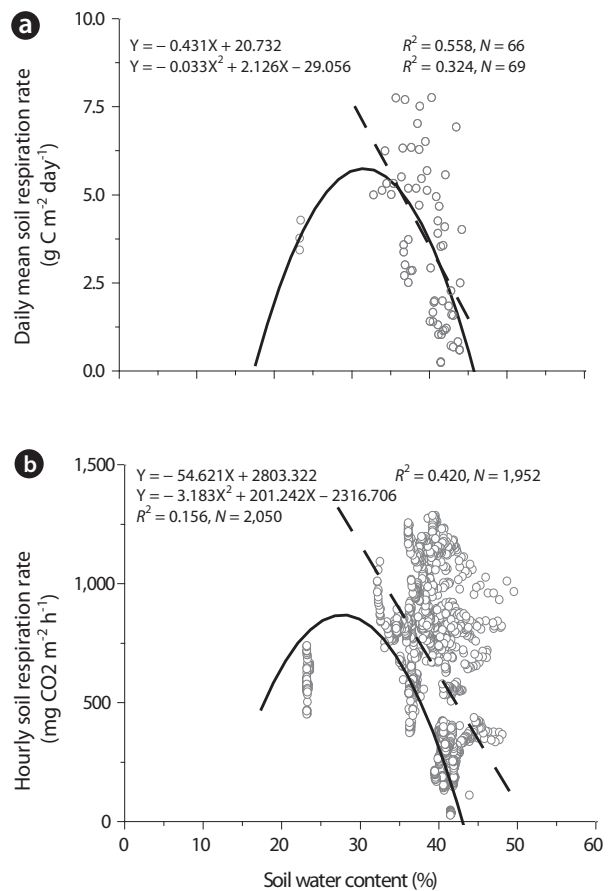 a
10.0
Y = − 0.431X + 20.732 R² = 0.558, N = 66
Y = − 0.033X² + 2.126X − 29.056 R² = 0.324, N = 69
7.5
5.0
2.5
0.0
Daily mean soil respiration rate
(g C m⁻² day⁻¹)
b
1,500
Y = − 54.621X + 2803.322 R² = 0.420, N = 1,952
Y = − 3.183X² + 201.242X − 2316.706
R² = 0.156, N = 2,050
1,000
500
0
Hourly soil respiration rate
(mg CO2 m⁻² h⁻¹)
0 10 20 30 40 50 60
Soil water content (%)